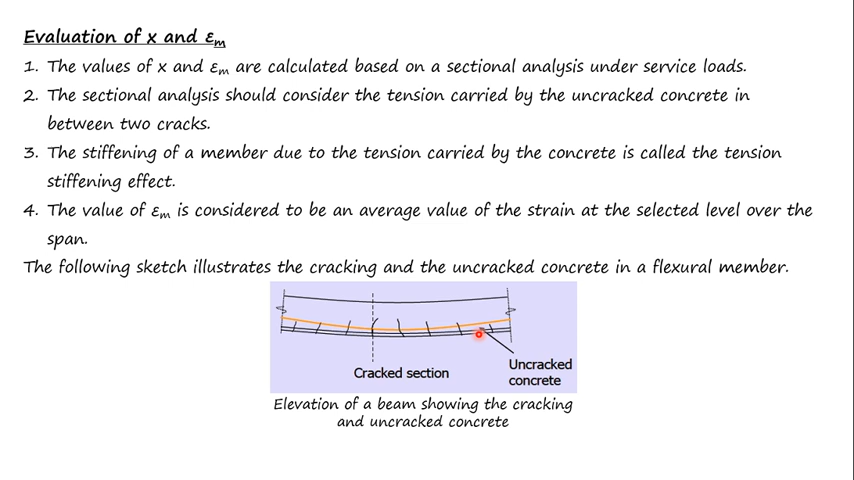 Evaluation of x and εm
1. The values of x and εm are calculated based on a sectional analysis under service loads.
2. The sectional analysis should consider the tension carried by the uncracked concrete in
between two cracks.
3. The stiffening of a member due to the tension carried by the concrete is called the tension
stiffening effect.
4. The value of εm is considered to be an average value of the strain at the selected level over the
span.
The following sketch illustrates the cracking and the uncracked concrete in a flexural member.
Cracked section
Uncracked
concrete
Elevation of a beam showing the cracking
and uncracked concrete